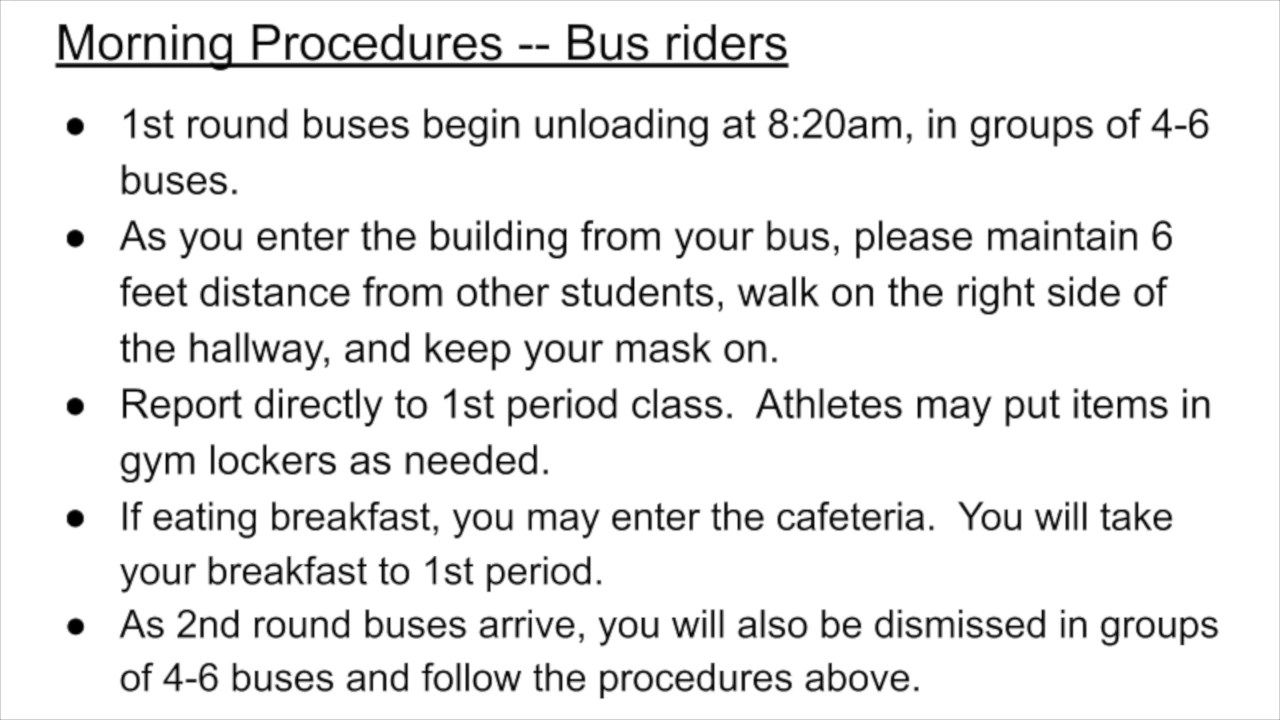 Morning Procedures -- Bus riders
● 1st round buses begin unloading at 8:20am, in groups of 4-6
buses.
● As you enter the building from your bus, please maintain 6
feet distance from other students, walk on the right side of
the hallway, and keep your mask on.
● Report directly to 1st period class.  Athletes may put items in
gym lockers as needed.
● If eating breakfast, you may enter the cafeteria.  You will take
your breakfast to 1st period.
● As 2nd round buses arrive, you will also be dismissed in groups
of 4-6 buses and follow the procedures above.